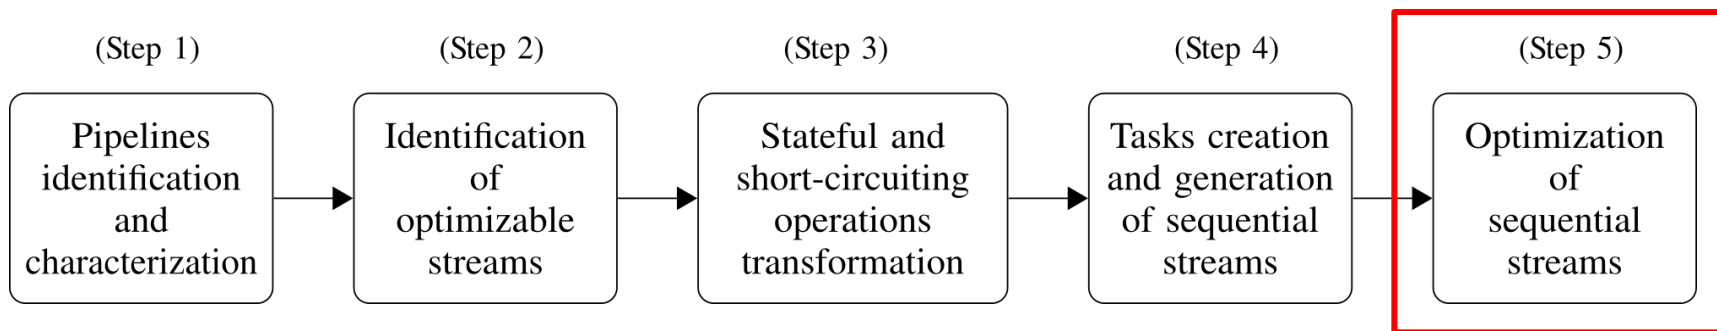 (Step 1)
Pipelines
identification
and
characterization
(Step 2)
Identification
of
optimizable
streams
(Step 3)
Stateful and
short-circuiting
operations
transformation
(Step 4)
Tasks creation
and generation
of sequential
streams
(Step 5)
Optimization
of
sequential
streams